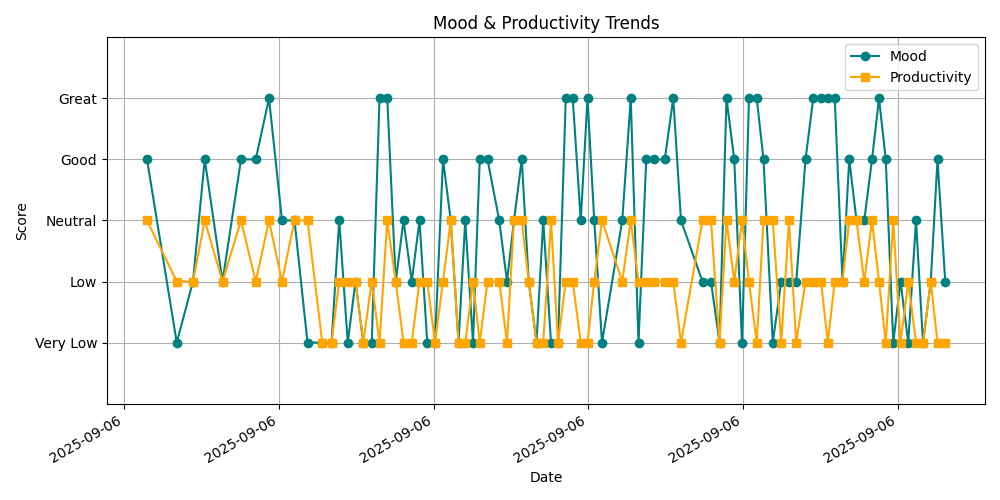 Mood & Productivity Trends
Mood
Productivity
Great
Good
Neutral
Low
Very Low
Score
2025-09-06
2025-09-06
2025-09-06
2025-09-06
2025-09-06
2025-09-06
Date